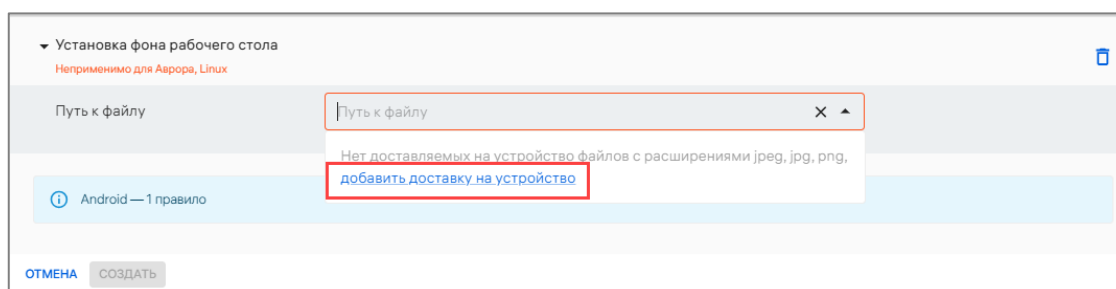 Установка фона рабочего стола
Неприменимо для Аврора, Linux
Путь к файлу
Путь к файлу
Нет доставляемых на устройство файлов с расширениями jpeg, jpg, png,
добавить доставку на устройство
Android — 1 правило
ОТМЕНА СОЗДАТЬ